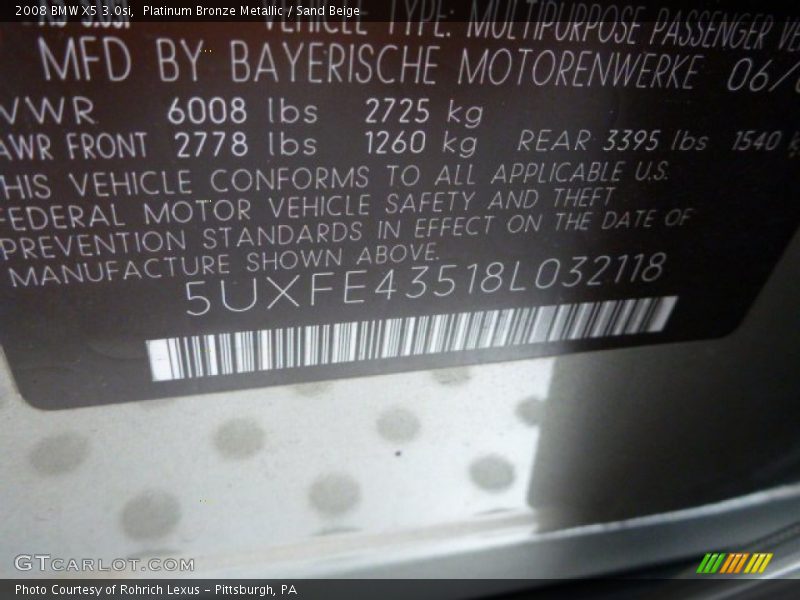 2008 BMW X5 3.0si, Platinum Bronze Metallic / Sand Beige
VEHICLE TYPE: MULTIPURPOSE PASSENGER
MFD BY BAYERISCHE MOTORENWERKE 06/
VWR 6008 lbs 2725 kg
AWR FRONT 2778 lbs 1260 kg REAR 3395 lbs 1540
HIS VEHICLE CONFORMS TO ALL APPLICABLE U.S.
EDERAL MOTOR VEHICLE SAFETY AND THEFT
PREVENTION STANDARDS IN EFFECT ON THE DATE OF
MANUFACTURE SHOWN ABOVE.
5UXFE43518L032118
GTCARLOT.COM
Photo Courtesy of Rohrich Lexus - Pittsburgh, PA